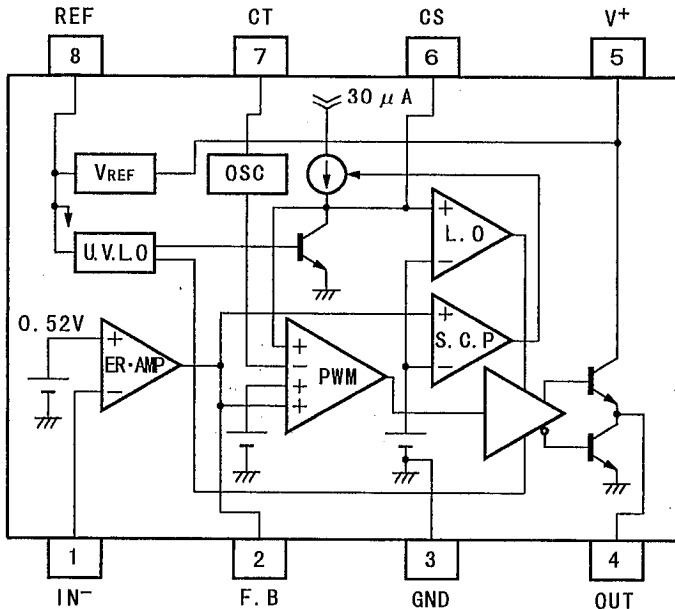 REF CT CS V+
8 7 6 5
30 μA
VREF OSC
+ L.O
U.V.L.O −
0.52V + S.C.P
+ ER·AMP + PWM −
− −
+
+
1 2 3 4
IN− F.B GND OUT